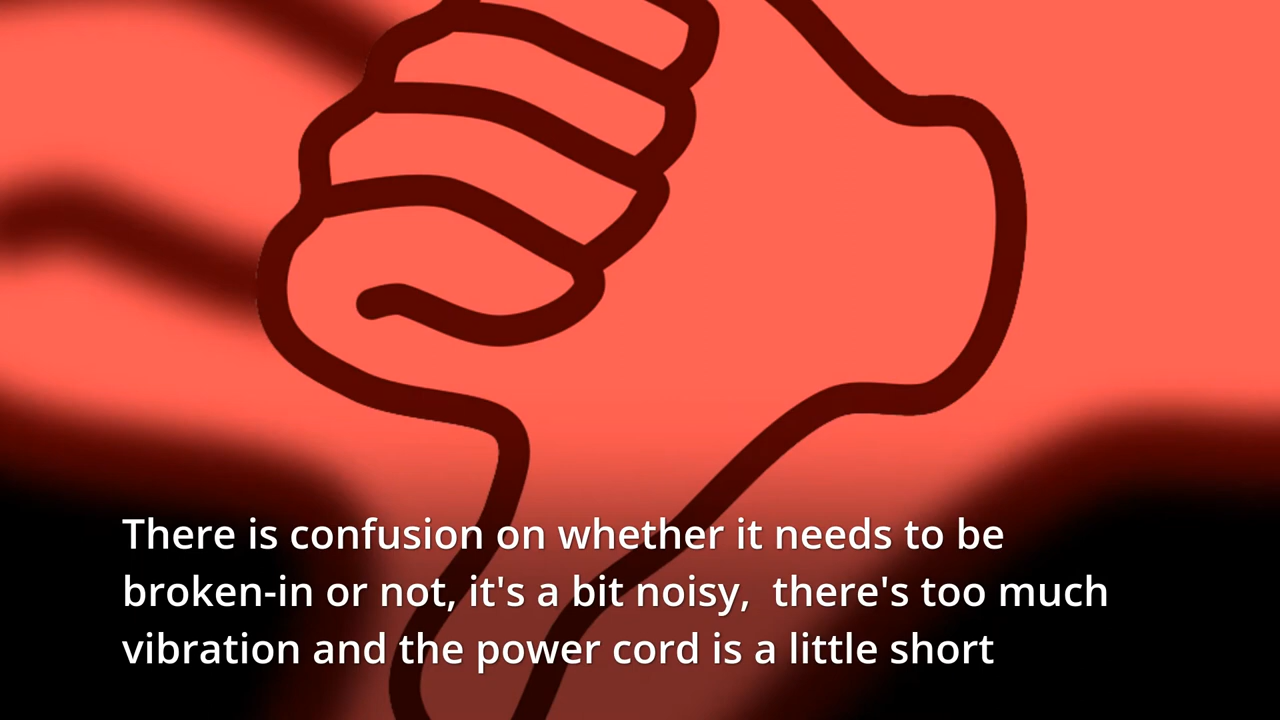 There is confusion on whether it needs to be
broken-in or not, it's a bit noisy,  there's too much
vibration and the power cord is a little short